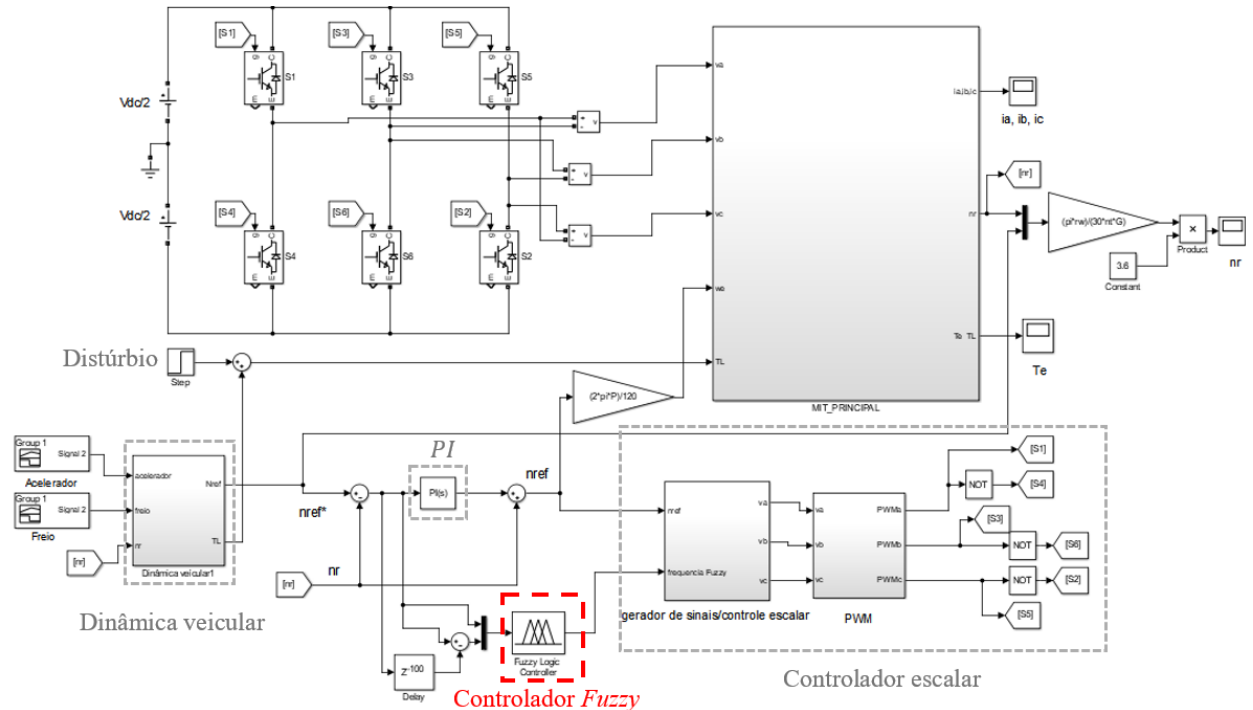 [S1]
[S3]
[S5]
g
C
g
C
g
C
S1
S3
S5
m
E
m
E
m
E
Vdc/2
Vdc/2
[S4]
[S6]
[S2]
g
C
g
C
g
C
S4
S6
S2
m
E
m
E
m
E
+
-
v
+
-
v
+
-
v
va
vb
vc
we
TL
ia,ib,ic
nr
Te TL
MIT_PRINCIPAL
ia, ib, ic
[nr]
(pi*rw)/(30*nt*G)
×
Product
3.6
Constant
nr
Te
Distúrbio
Step
(2*pi*P)/120
Group 1
Signal 2
Acelerador
Group 1
Signal 2
Freio
[nr]
acelerador
freio
nr
Nref
TL
Dinâmica veicular1
Dinâmica veicular
nref*
PI
PI(s)
nref
[nr]
nr
Z-100
Delay
Fuzzy Logic
Controller
Controlador Fuzzy
nref
frequencia Fuzzy
va
vb
vc
gerador de sinais/controle escalar
va
vb
vc
PWMa
PWMb
PWMc
PWM
[S1]
NOT
[S4]
[S3]
NOT
[S6]
NOT
[S2]
[S5]
Controlador escalar